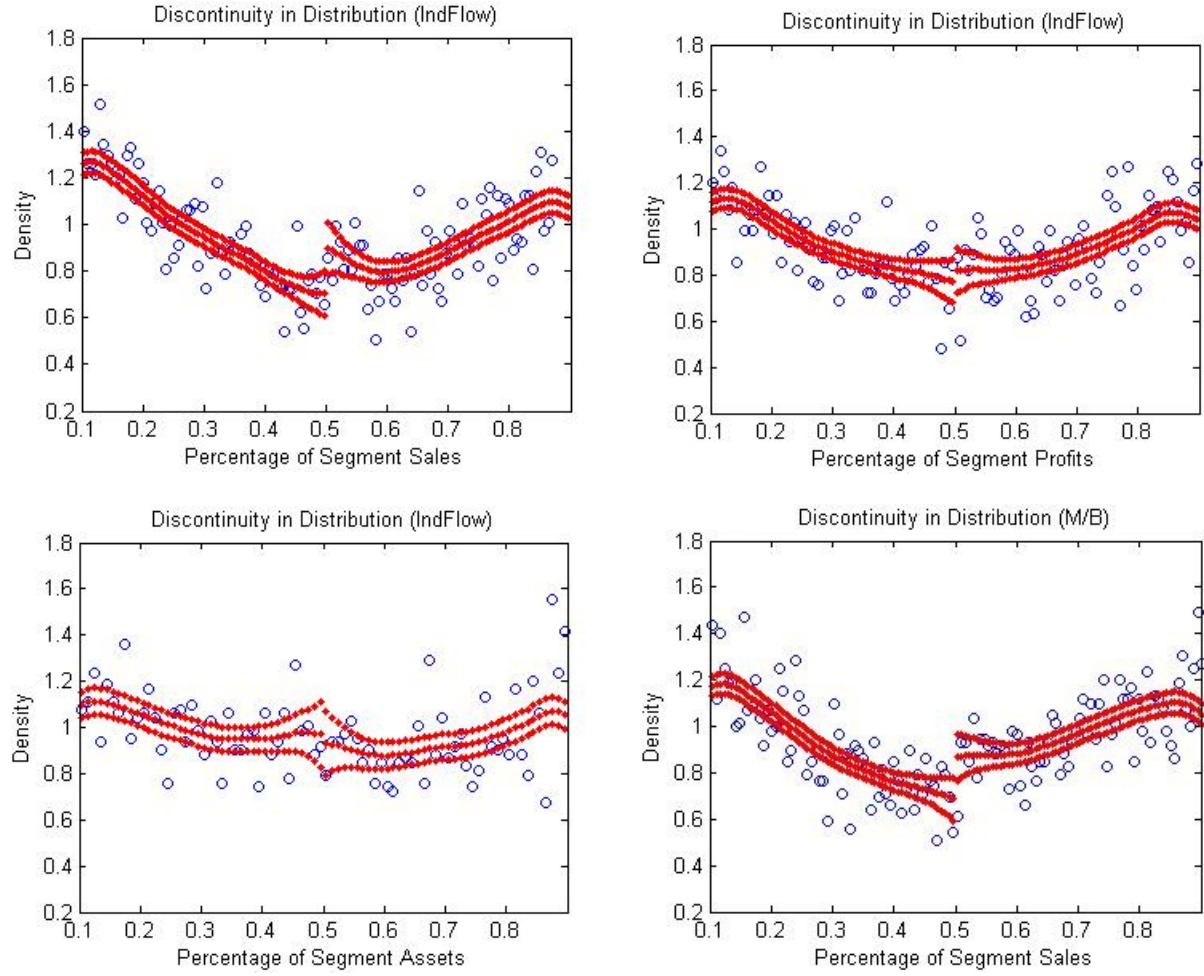 Discontinuity in Distribution (IndFlow)
1.8
1.6
1.4
1.2
1
0.8
0.6
0.4
0.2
Density
0.1 0.2 0.3 0.4 0.5 0.6 0.7 0.8
Percentage of Segment Sales
Discontinuity in Distribution (IndFlow)
1.8
1.6
1.4
1.2
1
0.8
0.6
0.4
0.2
Density
0.1 0.2 0.3 0.4 0.5 0.6 0.7 0.8
Percentage of Segment Profits
Discontinuity in Distribution (IndFlow)
1.8
1.6
1.4
1.2
1
0.8
0.6
0.4
0.2
Density
0.1 0.2 0.3 0.4 0.5 0.6 0.7 0.8
Percentage of Segment Assets
Discontinuity in Distribution (M/B)
1.8
1.6
1.4
1.2
1
0.8
0.6
0.4
0.2
Density
0.1 0.2 0.3 0.4 0.5 0.6 0.7 0.8
Percentage of Segment Sales